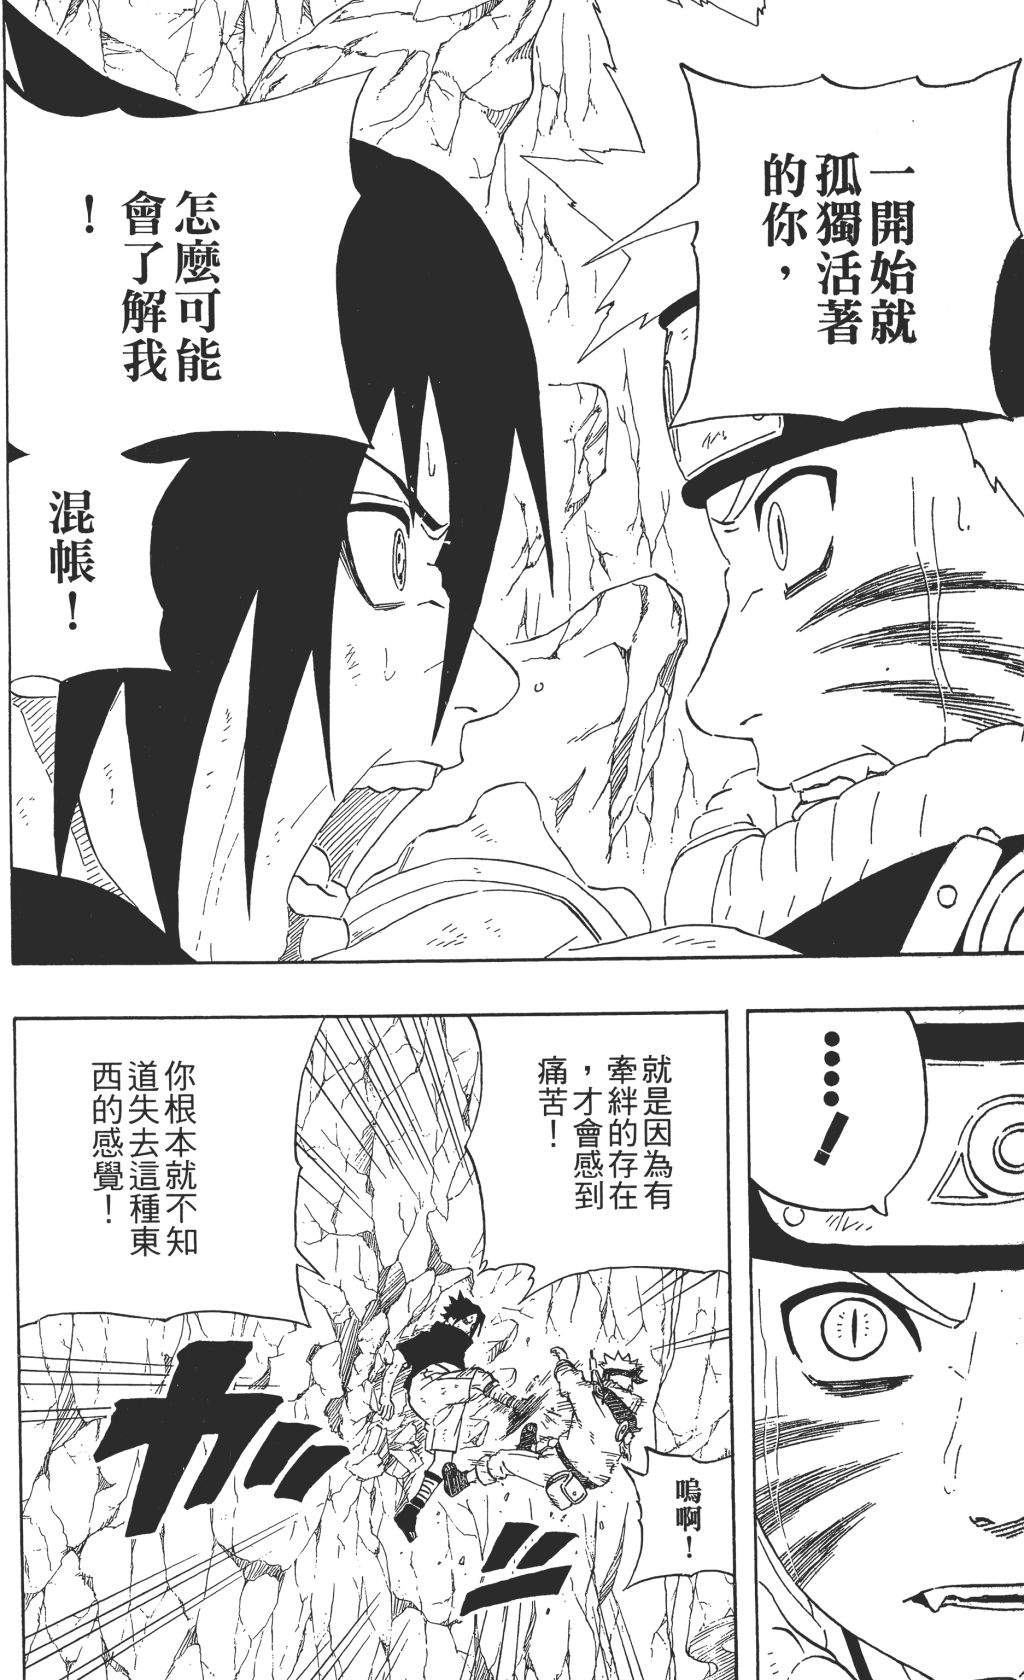 一開始就
孤獨活著
的你，
怎麼可能
會了解我
！
混帳！
‥‥！
就是因為有
牽絆的存在
，才會感到
痛苦！
你根本就不知
道失去這種東
西的感覺！
嗚啊！
ガッ